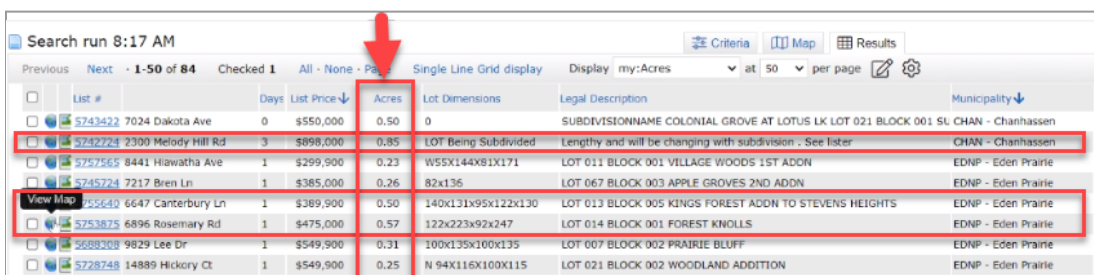 Search run 8:17 AM Criteria Map Results
Previous Next · 1-50 of 84 Checked 1 All · None · Page Single Line Grid display Display my:Acres at 50 per page
List # Days List Price Acres Lot Dimensions Legal Description Municipality
5743422 7024 Dakota Ave 0 $550,000 0.50 0 SUBDIVISIONNAME COLONIAL GROVE AT LOTUS LK LOT 021 BLOCK 001 SU CHAN - Chanhassen
5742724 2300 Melody Hill Rd 3 $898,000 0.85 LOT Being Subdivided Lengthy and will be changing with subdivision . See lister CHAN - Chanhassen
5757565 8441 Hiawatha Ave 1 $299,900 0.23 W55X144X81X171 LOT 011 BLOCK 001 VILLAGE WOODS 1ST ADDN EDNP - Eden Prairie
5745724 7217 Bren Ln 1 $385,000 0.26 82x136 LOT 067 BLOCK 003 APPLE GROVES 2ND ADDN EDNP - Eden Prairie
View Map 5755640 6647 Canterbury Ln 1 $389,900 0.50 140x131x95x122x130 LOT 013 BLOCK 005 KINGS FOREST ADDN TO STEVENS HEIGHTS EDNP - Eden Prairie
5753875 6896 Rosemary Rd 1 $475,000 0.57 122x223x92x247 LOT 014 BLOCK 001 FOREST KNOLLS EDNP - Eden Prairie
5688308 9829 Lee Dr 1 $549,900 0.31 100x135x100x135 LOT 007 BLOCK 002 PRAIRIE BLUFF EDNP - Eden Prairie
5728748 14889 Hickory Ct 1 $549,900 0.25 N 94X116X100X115 LOT 021 BLOCK 002 WOODLAND ADDITION EDNP - Eden Prairie